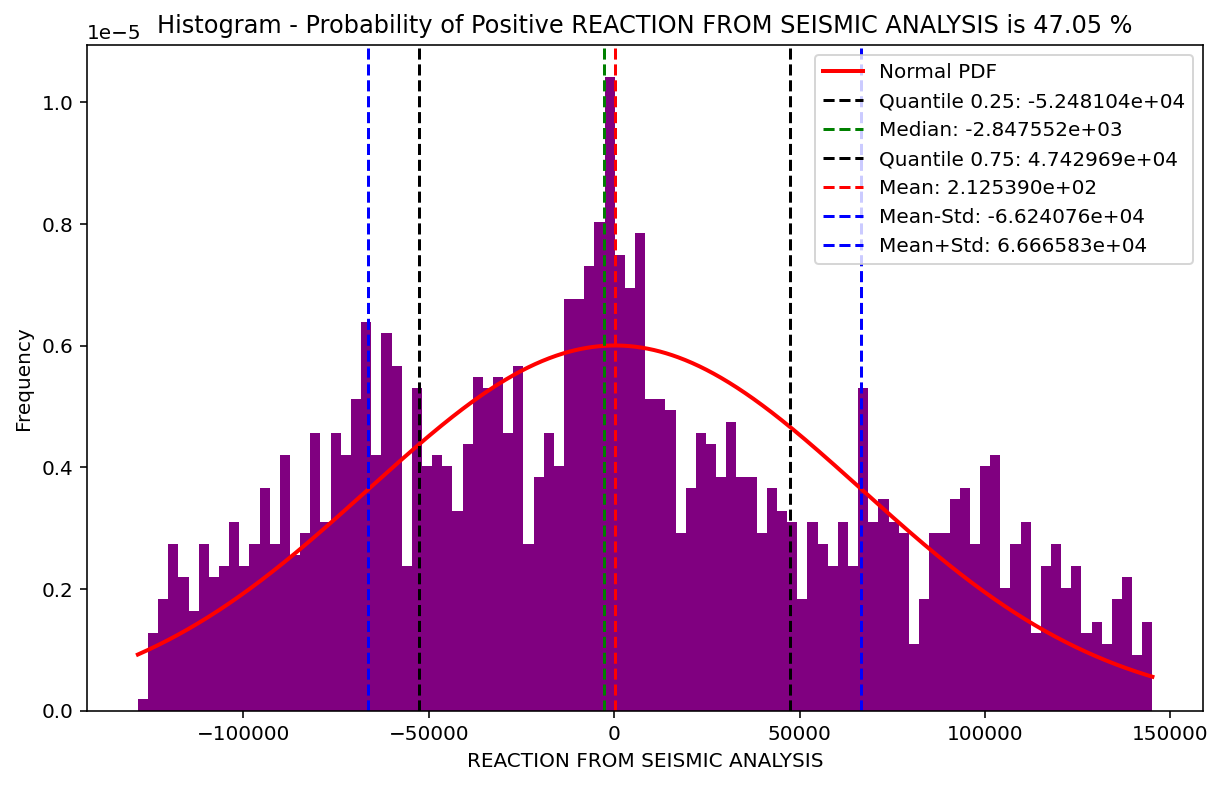 Histogram - Probability of Positive REACTION FROM SEISMIC ANALYSIS is 47.05 %
1e−5
Normal PDF
Quantile 0.25: -5.248104e+04
Median: -2.847552e+03
Quantile 0.75: 4.742969e+04
Mean: 2.125390e+02
Mean-Std: -6.624076e+04
Mean+Std: 6.666583e+04
1.0
0.8
0.6
0.4
0.2
0.0
Frequency
−100000 −50000 0 50000 100000 150000
REACTION FROM SEISMIC ANALYSIS